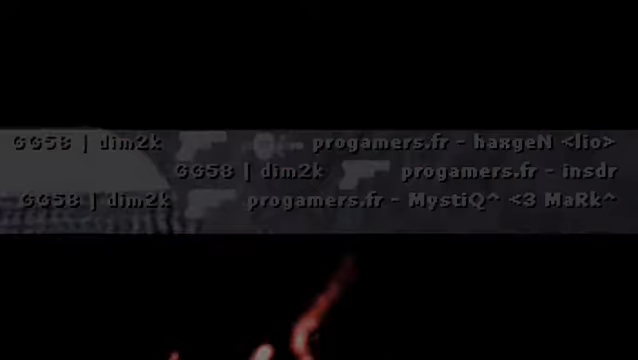 GG58 | dim2k progamers.fr - haxgeN <lio>
GG58 | dim2k progamers.fr - insdr
GG58 | dim2k progamers.fr - MystiQ^ <3 MaRk^